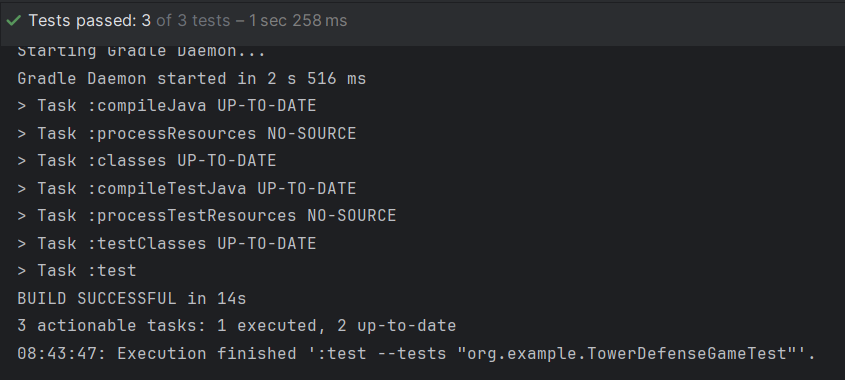 Tests passed: 3 of 3 tests – 1 sec 258 ms
Starting Gradle Daemon...
Gradle Daemon started in 2 s 516 ms
> Task :compileJava UP-TO-DATE
> Task :processResources NO-SOURCE
> Task :classes UP-TO-DATE
> Task :compileTestJava UP-TO-DATE
> Task :processTestResources NO-SOURCE
> Task :testClasses UP-TO-DATE
> Task :test
BUILD SUCCESSFUL in 14s
3 actionable tasks: 1 executed, 2 up-to-date
08:43:47: Execution finished ':test --tests "org.example.TowerDefenseGameTest"'.